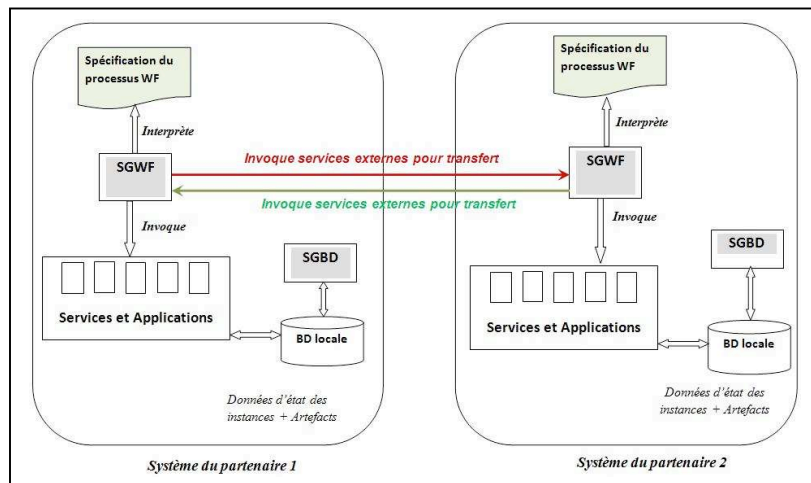 Spécification du
processus WF
Interprète
SGWF
Invoque
SGBD
Services et Applications
BD locale
Données d'état des
instances + Artefacts
Système du partenaire 1
Invoque services externes pour transfert
Invoque services externes pour transfert
Spécification du
processus WF
Interprète
SGWF
Invoque
SGBD
Services et Applications
BD locale
Données d'état des
instances + Artefacts
Système du partenaire 2